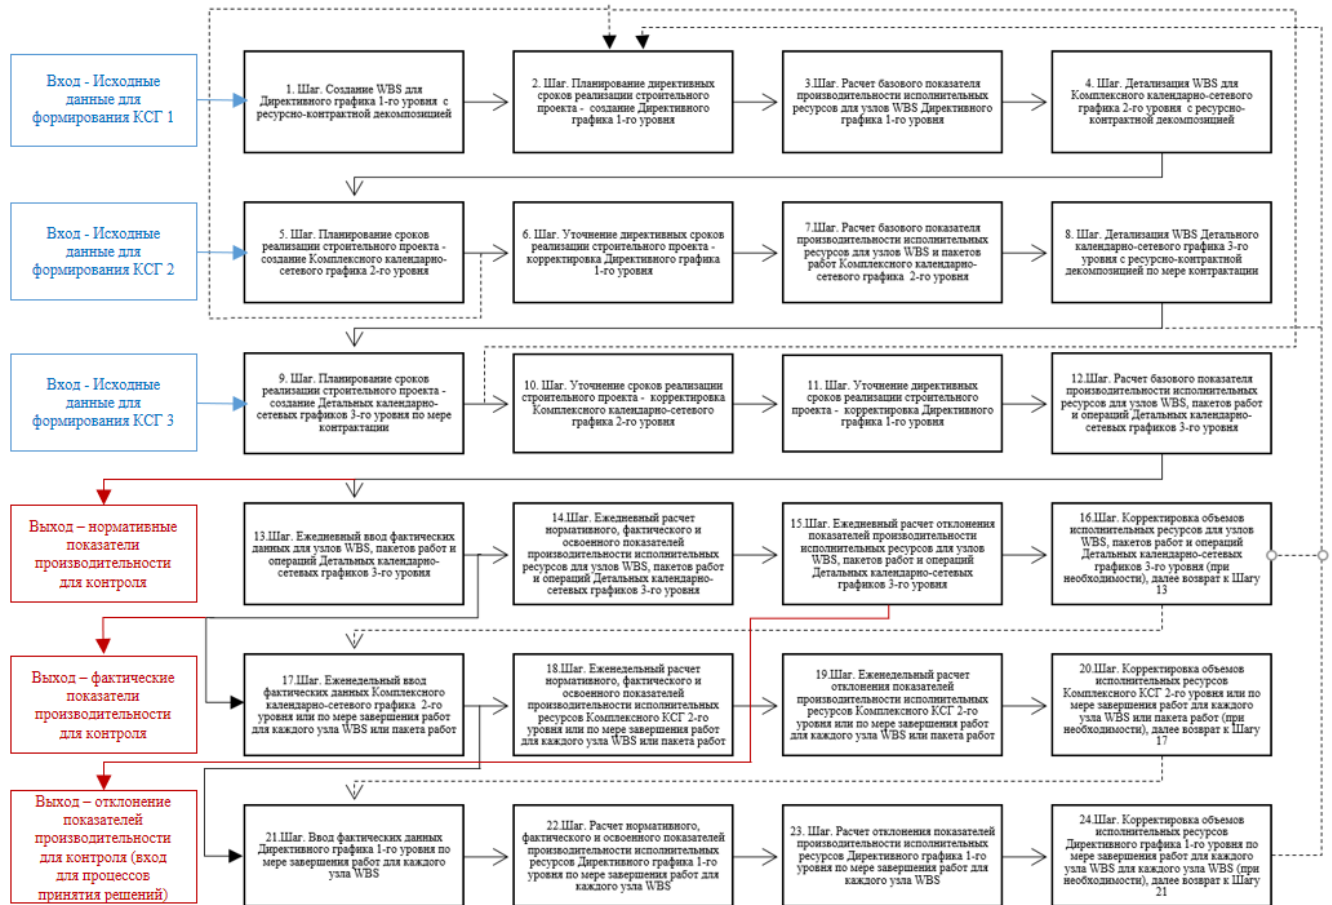 Вход - Исходные
данные для
формирования КСГ 1
1. Шаг. Создание WBS для
Директивного графика 1-го уровня с
ресурсно-контрактной декомпозицией
2. Шаг. Планирование директивных
сроков реализации строительного
проекта - создание Директивного
графика 1-го уровня
3.Шаг. Расчет базового показателя
производительности исполнительных
ресурсов для узлов WBS Директивного
графика 1-го уровня
4. Шаг. Детализация WBS для
Комплексного календарно-сетевого
графика 2-го уровня с ресурсно-
контрактной декомпозицией
Вход - Исходные
данные для
формирования КСГ 2
5. Шаг. Планирование сроков
реализации строительного проекта -
создание Комплексного календарно-
сетевого графика 2-го уровня
6. Шаг. Уточнение директивных сроков
реализации строительного проекта -
корректировка Директивного графика
1-го уровня
7.Шаг. Расчет базового показателя
производительности исполнительных
ресурсов для узлов WBS и пакетов
работ Комплексного календарно-
сетевого графика 2-го уровня
8. Шаг. Детализация WBS Детального
календарно-сетевого графика 3-го
уровня с ресурсно-контрактной
декомпозицией по мере контрактации
Вход - Исходные
данные для
формирования КСГ 3
9. Шаг. Планирование сроков
реализации строительного проекта -
создание Детальных календарно-
сетевых графиков 3-го уровня по мере
контрактации
10. Шаг. Уточнение сроков реализации
строительного проекта - корректировка
Комплексного календарно-сетевого
графика 2-го уровня
11. Шаг. Уточнение директивных
сроков реализации строительного
проекта - корректировка Директивного
графика 1-го уровня
12.Шаг. Расчет базового показателя
производительности исполнительных
ресурсов для узлов WBS, пакетов работ
и операций Детальных календарно-
сетевых графиков 3-го уровня
Выход – нормативные
показатели
производительности
для контроля
13.Шаг. Ежедневный ввод фактических
данных для узлов WBS, пакетов работ и
операций Детальных календарно-
сетевых графиков 3-го уровня
14.Шаг. Ежедневный расчет
нормативного, фактического и
освоенного показателей
производительности исполнительных
ресурсов для узлов WBS, пакетов работ
и операций Детальных календарно-
сетевых графиков 3-го уровня
15.Шаг. Ежедневный расчет отклонения
показателей производительности
исполнительных ресурсов для узлов
WBS, пакетов работ и операций
Детальных календарно-сетевых
графиков 3-го уровня
16.Шаг. Корректировка объемов
исполнительных ресурсов для узлов
WBS, пакетов работ и операций
Детальных календарно-сетевых
графиков 3-го уровня (при
необходимости), далее возврат к Шагу
13
Выход – фактические
показатели
производительности
для контроля
17.Шаг. Еженедельный ввод
фактических данных Комплексного
календарно-сетевого графика 2-го
уровня или по мере завершения работ
для каждого узла WBS или пакета работ
18.Шаг. Еженедельный расчет
нормативного, фактического и
освоенного показателей
производительности исполнительных
ресурсов Комплексного КСГ 2-го
уровня или по мере завершения работ
для каждого узла WBS или пакета работ
19.Шаг. Еженедельный расчет
отклонения показателей
производительности исполнительных
ресурсов Комплексного КСГ 2-го
уровня или по мере завершения работ
для каждого узла WBS или пакета работ
20.Шаг. Корректировка объемов
исполнительных ресурсов
Комплексного КСГ 2-го уровня или по
мере завершения работ для каждого
узла WBS или пакета работ (при
необходимости), далее возврат к Шагу
17
Выход – отклонение
показателей
производительности
для контроля (вход
для процессов
принятия решений)
21.Шаг. Ввод фактических данных
Директивного графика 1-го уровня по
мере завершения работ для каждого
узла WBS
22.Шаг. Расчет нормативного,
фактического и освоенного показателей
производительности исполнительных
ресурсов Директивного графика 1-го
уровня по мере завершения работ для
каждого узла WBS
23. Шаг. Расчет отклонения показателей
производительности исполнительных
ресурсов Директивного графика 1-го
уровня по мере завершения работ для
каждого узла WBS
24.Шаг. Корректировка объемов
исполнительных ресурсов
Директивного графика 1-го уровня по
мере завершения работ для каждого
узла WBS для каждого узла WBS (при
необходимости), далее возврат к Шагу
21